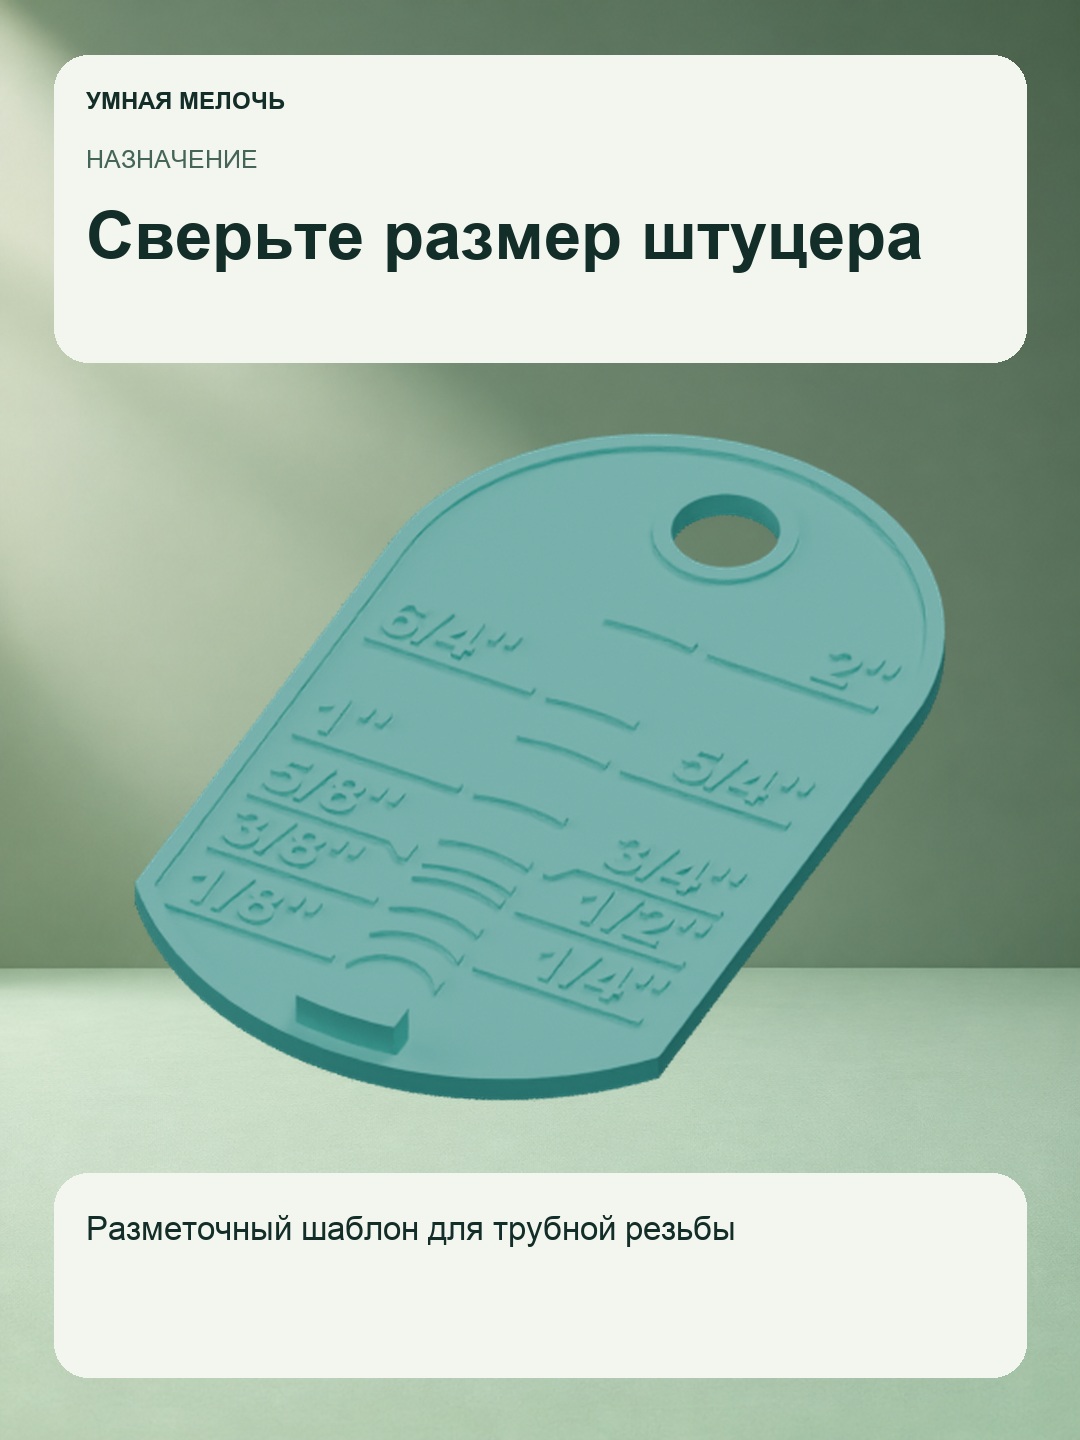 УМНАЯ МЕЛОЧЬ
НАЗНАЧЕНИЕ
Сверьте размер штуцера
6/4''
2''
1''
5/4''
5/8''
3/4''
3/8''
1/2''
1/8''
1/4''
Разметочный шаблон для трубной резьбы